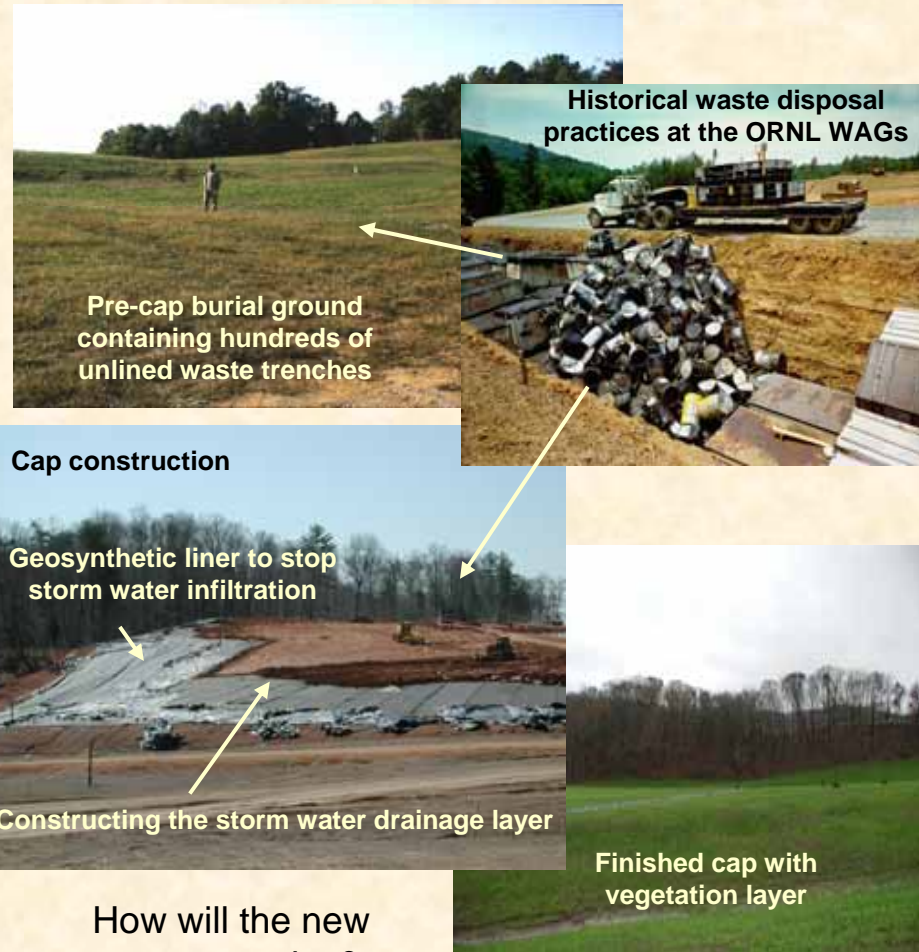 Historical waste disposal
practices at the ORNL WAGs
Pre-cap burial ground
containing hundreds of
unlined waste trenches
Cap construction
Geosynthetic liner to stop
storm water infiltration
Constructing the storm water drainage layer
Finished cap with
vegetation layer
How will the new